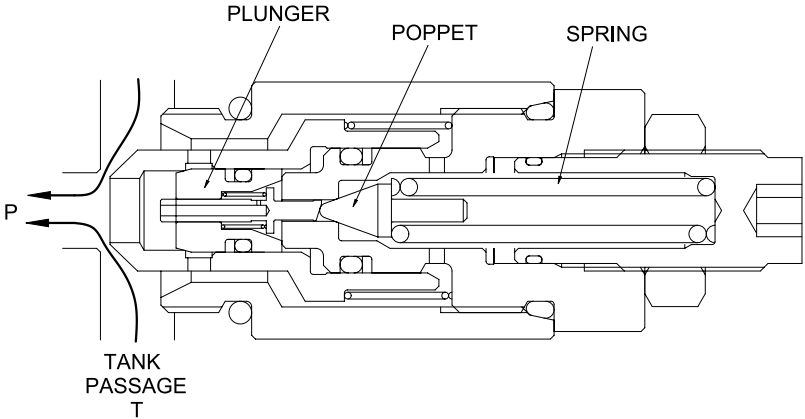 PLUNGER
POPPET
SPRING
P
TANK
PASSAGE
T